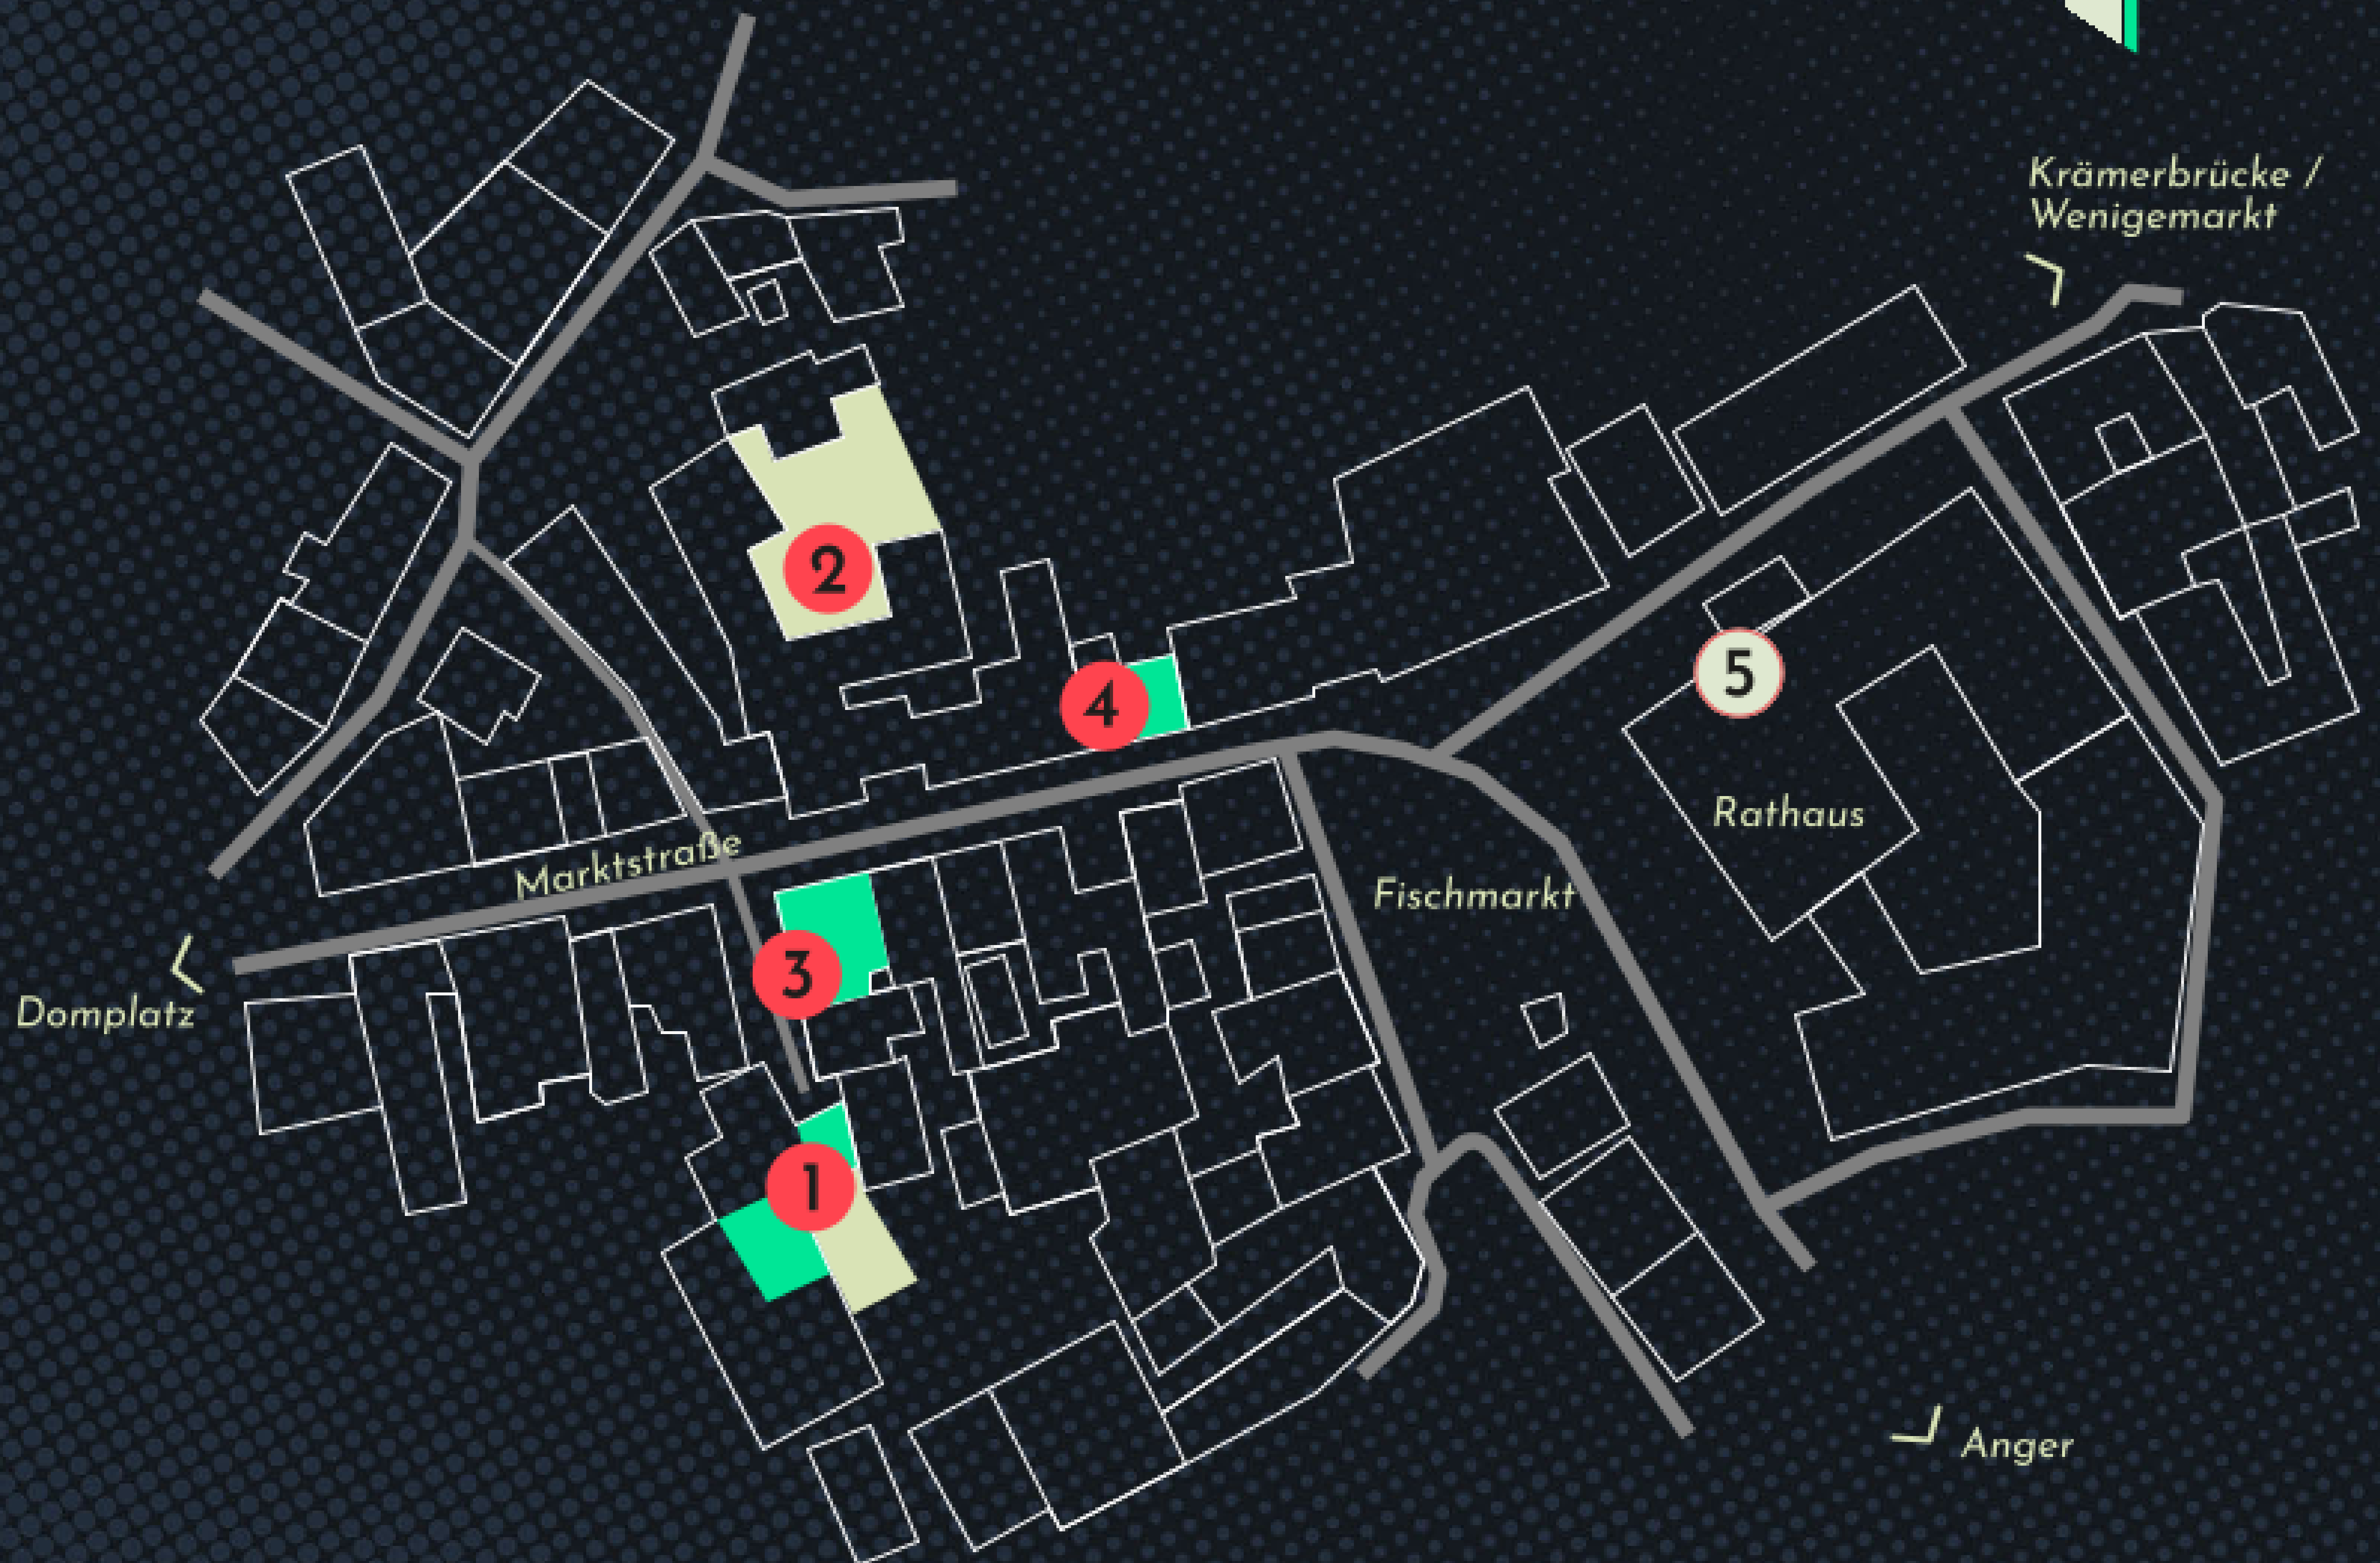 Krämerbrücke /
Wenigemarkt
2
4
5
Rathaus
Marktstraße
Fischmarkt
3
Domplatz
1
Anger